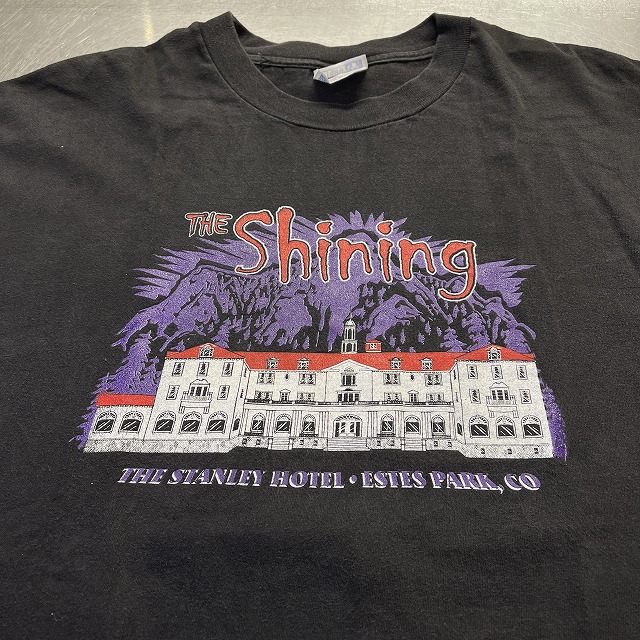 THE Shining
THE STANLEY HOTEL • ESTES PARK, CO